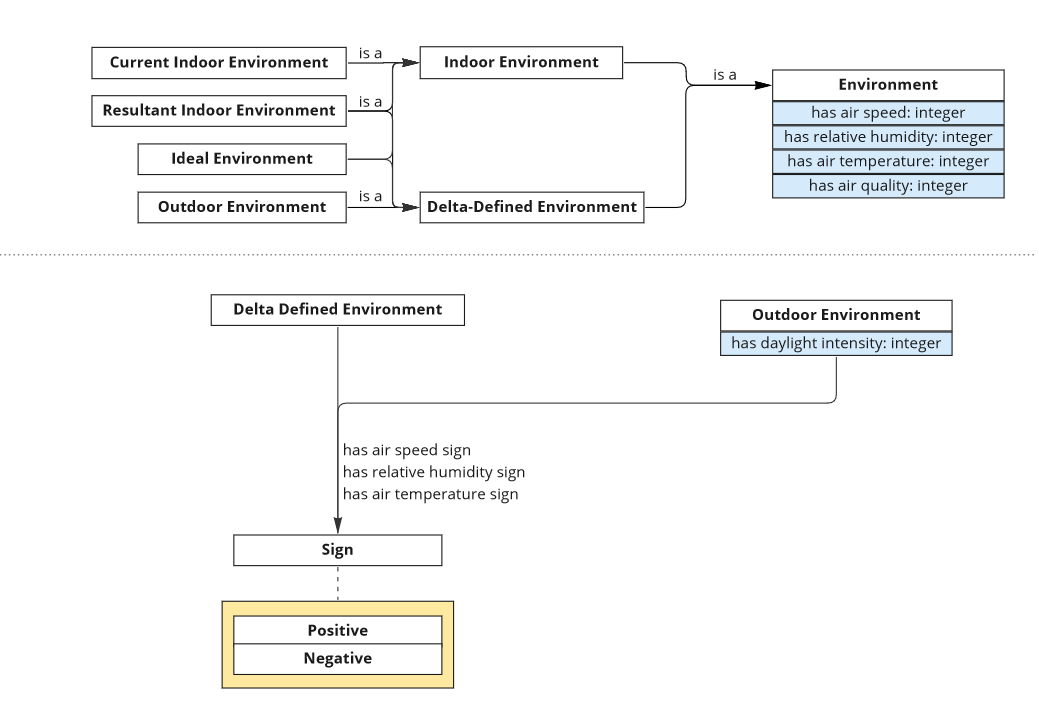 Current Indoor Environment
is a
Indoor Environment
is a
Environment
has air speed: integer
has relative humidity: integer
has air temperature: integer
has air quality: integer
Resultant Indoor Environment
is a
Ideal Environment
Outdoor Environment
is a
Delta-Defined Environment
Delta Defined Environment
Outdoor Environment
has daylight intensity: integer
has air speed sign
has relative humidity sign
has air temperature sign
Sign
Positive
Negative